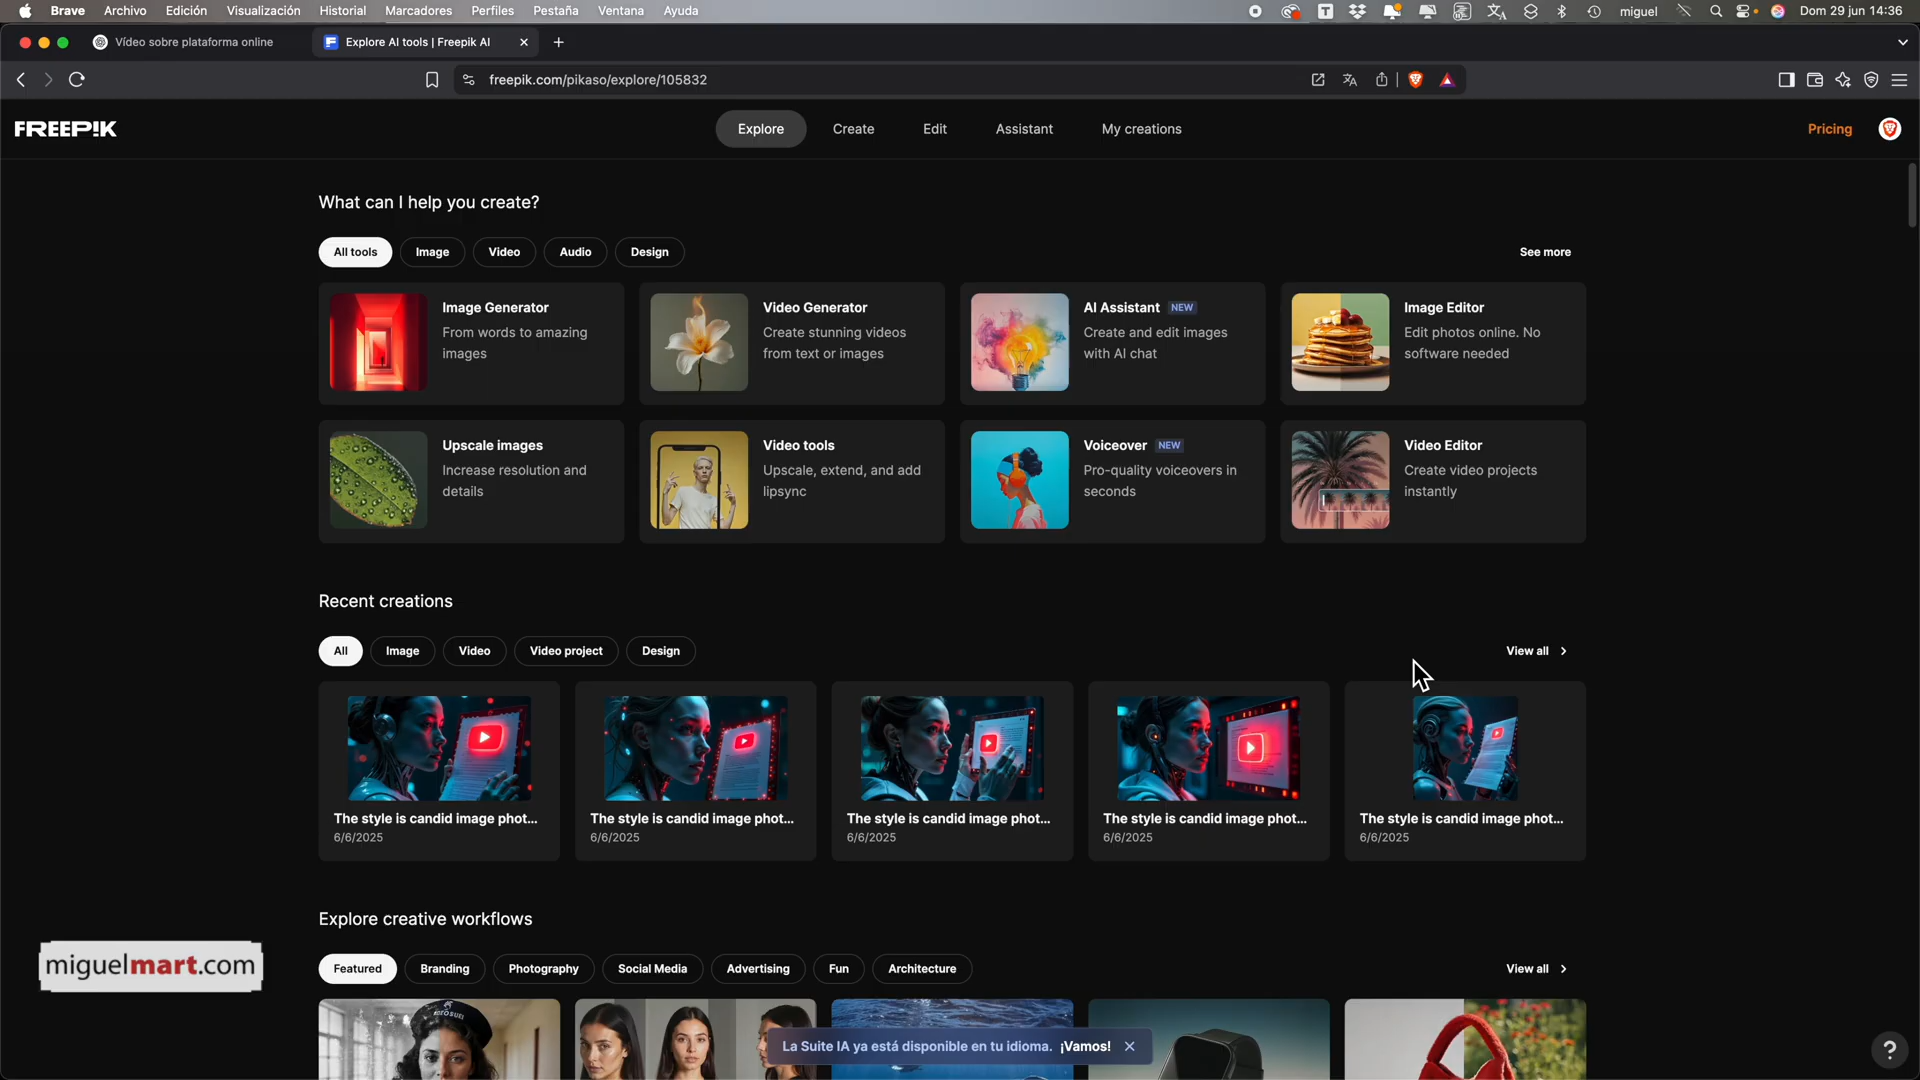 Brave Archivo Edición Visualización Historial Marcadores Perfiles Pestaña Ventana Ayuda miguel Dom 29 jun 14:36
Vídeo sobre plataforma online Explore AI tools | Freepik AI
freepik.com/pikaso/explore/105832
FREEP!K Explore Create Edit Assistant My creations Pricing
What can I help you create?
All tools Image Video Audio Design See more
Image Generator
From words to amazing
images
Video Generator
Create stunning videos
from text or images
AI Assistant NEW
Create and edit images
with AI chat
Image Editor
Edit photos online. No
software needed
Upscale images
Increase resolution and
details
Video tools
Upscale, extend, and add
lipsync
Voiceover NEW
Pro-quality voiceovers in
seconds
Video Editor
Create video projects
instantly
Recent creations
All Image Video Video project Design View all
The style is candid image phot...
6/6/2025
The style is candid image phot...
6/6/2025
The style is candid image phot...
6/6/2025
The style is candid image phot...
6/6/2025
The style is candid image phot...
6/6/2025
Explore creative workflows
Featured Branding Photography Social Media Advertising Fun Architecture View all
miguelmart.com
La Suite IA ya está disponible en tu idioma. ¡Vamos!
?